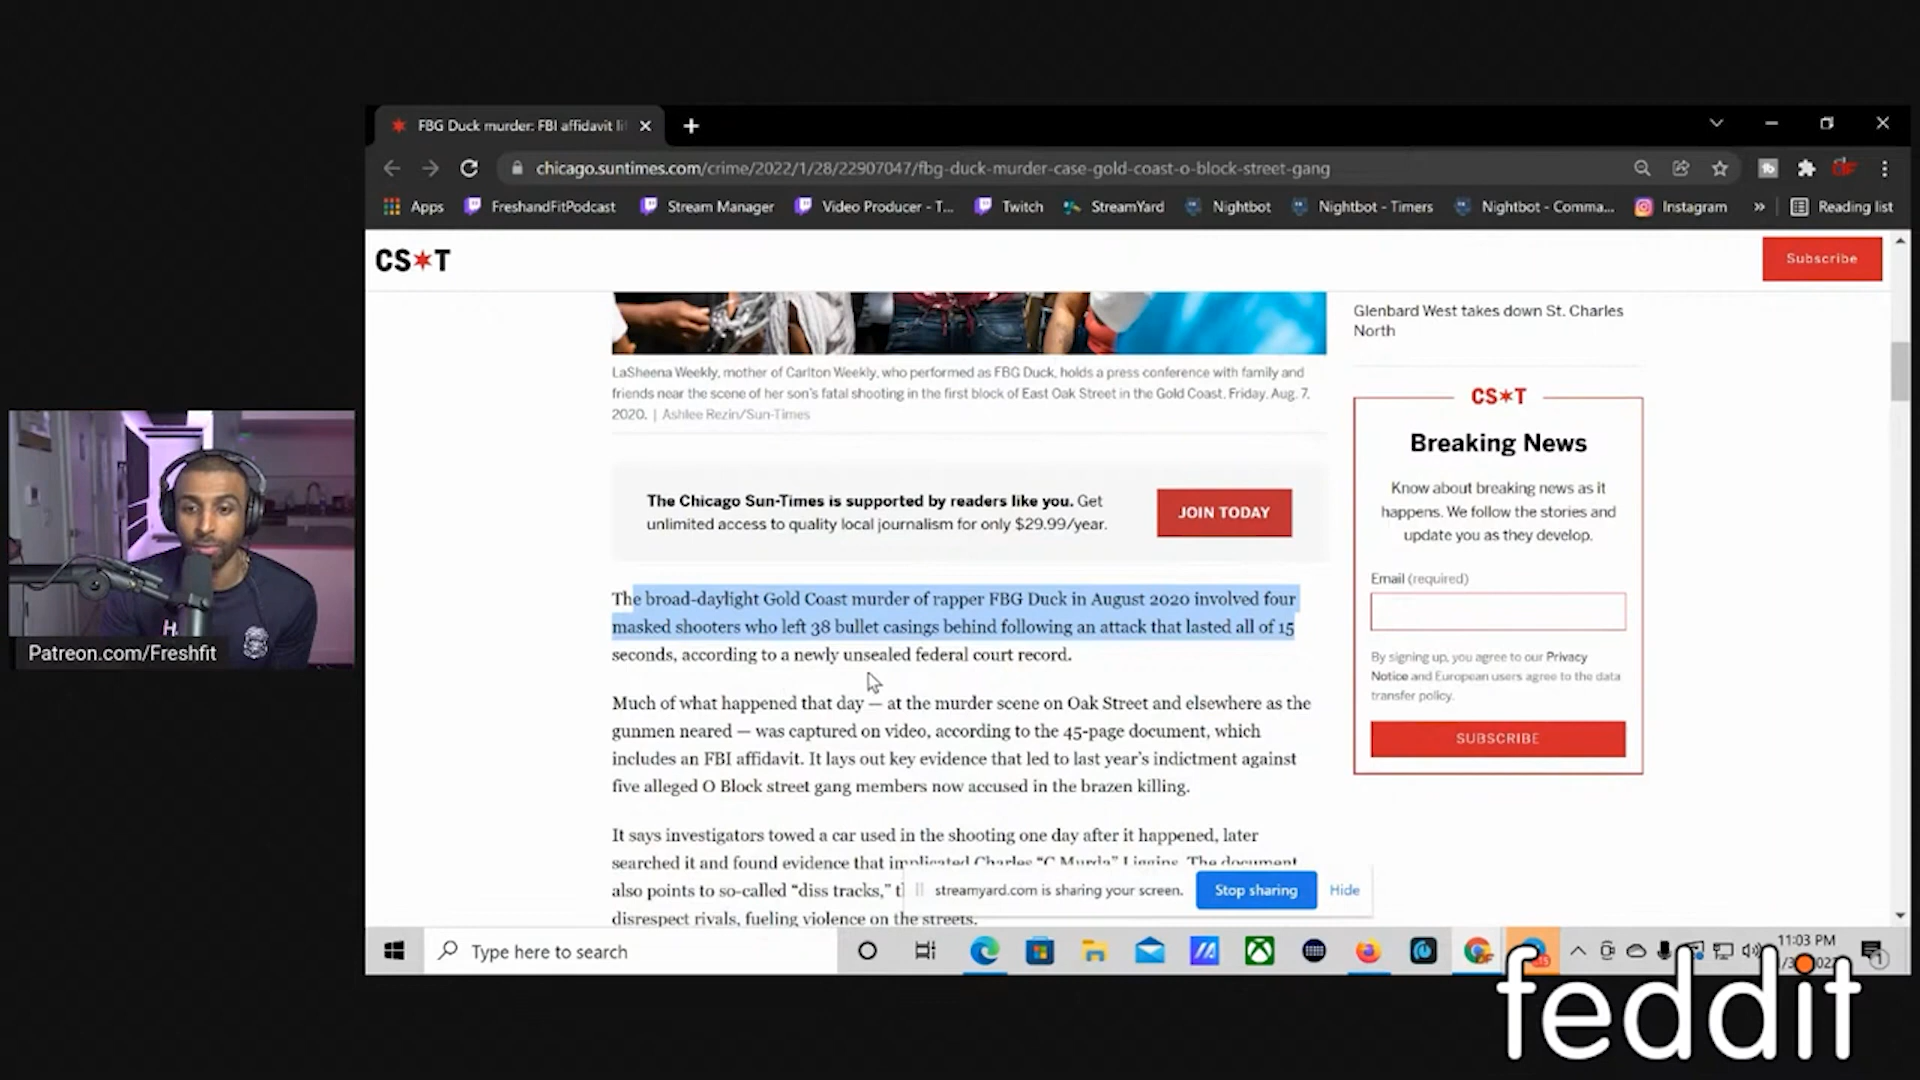 FBG Duck murder: FBI affidavit li
chicago.suntimes.com/crime/2022/1/28/22907047/fbg-duck-murder-case-gold-coast-o-block-street-gang
Apps FreshandFitPodcast Stream Manager Video Producer - T... Twitch StreamYard Nightbot Nightbot - Timers Nightbot - Comma... Instagram » Reading list
CS T
Subscribe
Glenbard West takes down St. Charles
North
LaSheena Weekly, mother of Carlton Weekly, who performed as FBG Duck, holds a press conference with family and
friends near the scene of her son's fatal shooting in the first block of East Oak Street in the Gold Coast, Friday, Aug. 7,
2020. | Ashlee Rezin/Sun-Times
The Chicago Sun-Times is supported by readers like you. Get
unlimited access to quality local journalism for only $29.99/year.
JOIN TODAY
The broad-daylight Gold Coast murder of rapper FBG Duck in August 2020 involved four
masked shooters who left 38 bullet casings behind following an attack that lasted all of 15
seconds, according to a newly unsealed federal court record.
Much of what happened that day — at the murder scene on Oak Street and elsewhere as the
gunmen neared — was captured on video, according to the 45-page document, which
includes an FBI affidavit. It lays out key evidence that led to last year's indictment against
five alleged O Block street gang members now accused in the brazen killing.
It says investigators towed a car used in the shooting one day after it happened, later
searched it and found evidence that implicated Charles "C Murda" Liggins. The document
also points to so-called "diss tracks," t
disrespect rivals, fueling violence on the streets.
CS T
Breaking News
Know about breaking news as it
happens. We follow the stories and
update you as they develop.
Email (required)
By signing up, you agree to our Privacy
Notice and European users agree to the data
transfer policy.
SUBSCRIBE
streamyard.com is sharing your screen. Stop sharing Hide
Type here to search
11:03 PM
Patreon.com/Freshfit
feddit